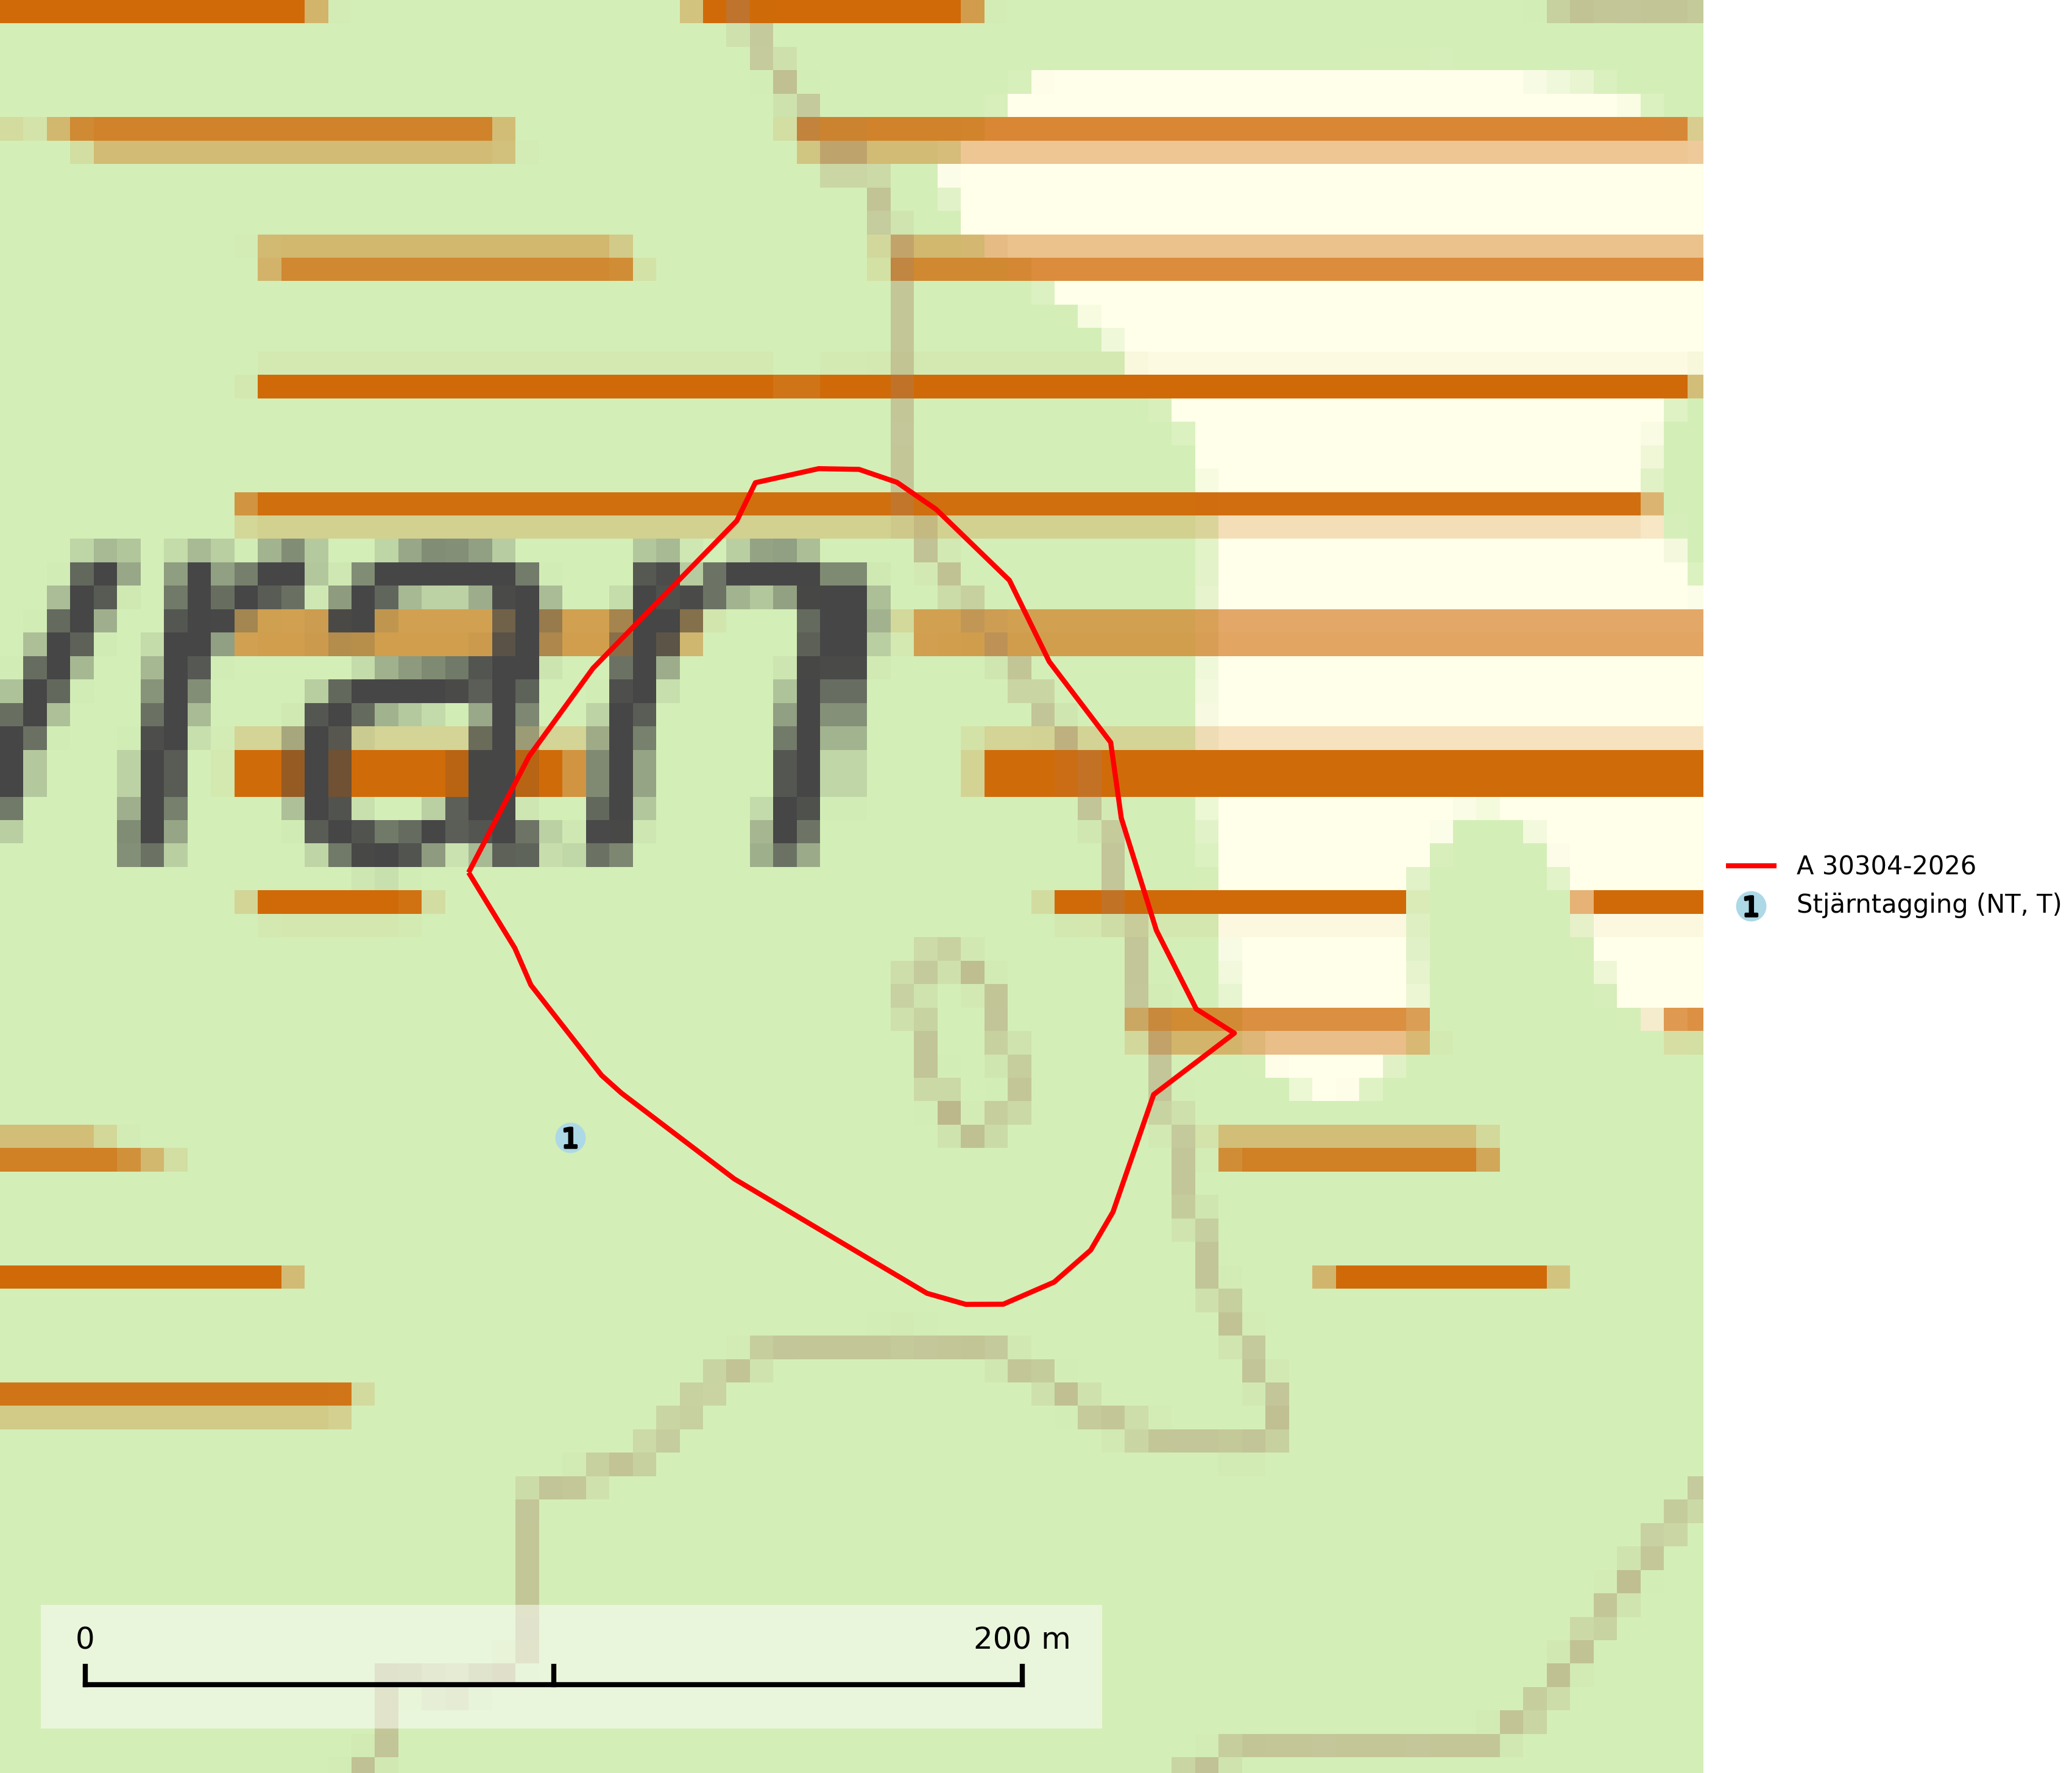 ran
A 30304-2026
1 Stjärntagging (NT, T)
1
0 200 m